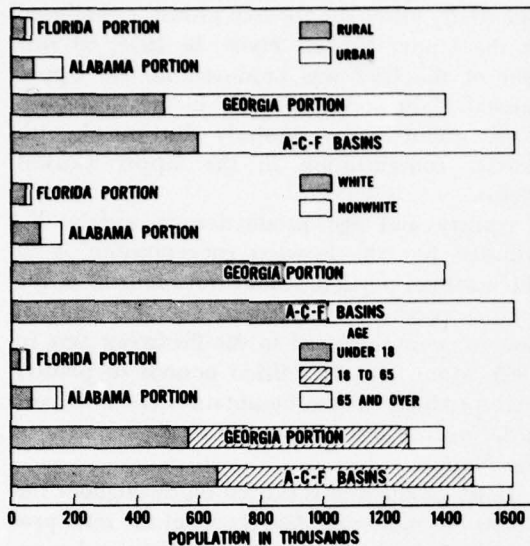 FLORIDA PORTION
RURAL
URBAN
ALABAMA PORTION
GEORGIA PORTION
A-C-F BASINS
FLORIDA PORTION
WHITE
NONWHITE
ALABAMA PORTION
GEORGIA PORTION
A-C-F BASINS
AGE
FLORIDA PORTION
UNDER 18
18 TO 65
ALABAMA PORTION
65 AND OVER
GEORGIA PORTION
A-C-F BASINS
0 200 400 600 800 1000 1200 1400 1600
POPULATION IN THOUSANDS